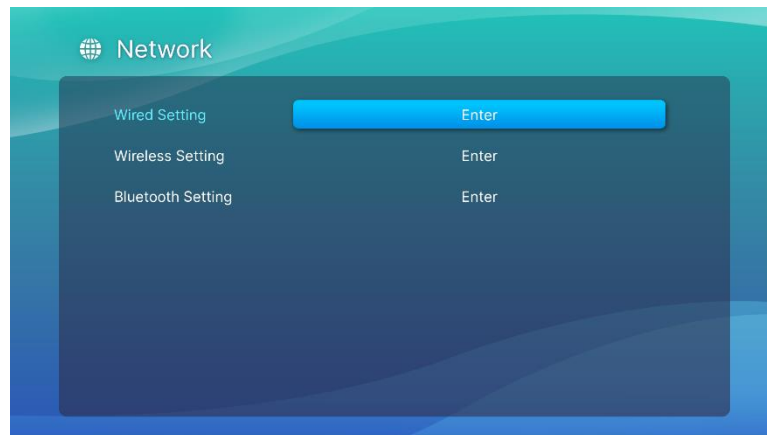 Network
Wired Setting Enter
Wireless Setting Enter
Bluetooth Setting Enter